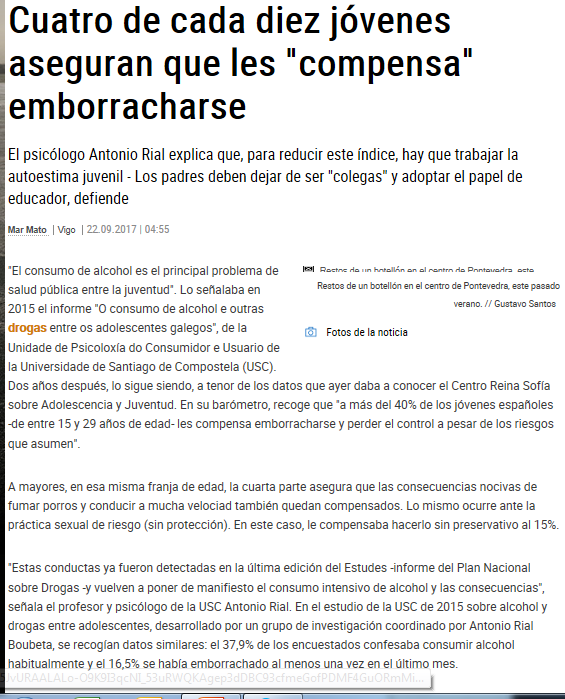 Cuatro de cada diez jóvenes
aseguran que les "compensa"
emborracharse
El psicólogo Antonio Rial explica que, para reducir este índice, hay que trabajar la
autoestima juvenil - Los padres deben dejar de ser "colegas" y adoptar el papel de
educador, defiende
Mar Mato | Vigo | 22.09.2017 | 04:55
"El consumo de alcohol es el principal problema de
salud pública entre la juventud". Lo señalaba en
2015 el informe "O consumo de alcohol e outras
drogas entre os adolescentes galegos", de la
Unidade de Psicoloxía do Consumidor e Usuario de
la Universidade de Santiago de Compostela (USC).
Restos de un botellón en el centro de Pontevedra, este
Restos de un botellón en el centro de Pontevedra, este pasado
verano. // Gustavo Santos
Fotos de la noticia
Dos años después, lo sigue siendo, a tenor de los datos que ayer daba a conocer el Centro Reina Sofía
sobre Adolescencia y Juventud. En su barómetro, recoge que "a más del 40% de los jóvenes españoles
-de entre 15 y 29 años de edad- les compensa emborracharse y perder el control a pesar de los riesgos
que asumen".
A mayores, en esa misma franja de edad, la cuarta parte asegura que las consecuencias nocivas de
fumar porros y conducir a mucha velociad también quedan compensados. Lo mismo ocurre ante la
práctica sexual de riesgo (sin protección). En este caso, le compensaba hacerlo sin preservativo al 15%.
"Estas conductas ya fueron detectadas en la última edición del Estudes -informe del Plan Nacional
sobre Drogas -y vuelven a poner de manifiesto el consumo intensivo de alcohol y las consecuencias",
señala el profesor y psicólogo de la USC Antonio Rial. En el estudio de la USC de 2015 sobre alcohol y
drogas entre adolescentes, desarrollado por un grupo de investigación coordinado por Antonio Rial
Boubeta, se recogían datos similares: el 37,9% de los encuestados confesaba consumir alcohol
habitualmente y el 16,5% se había emborrachado al menos una vez en el último mes.